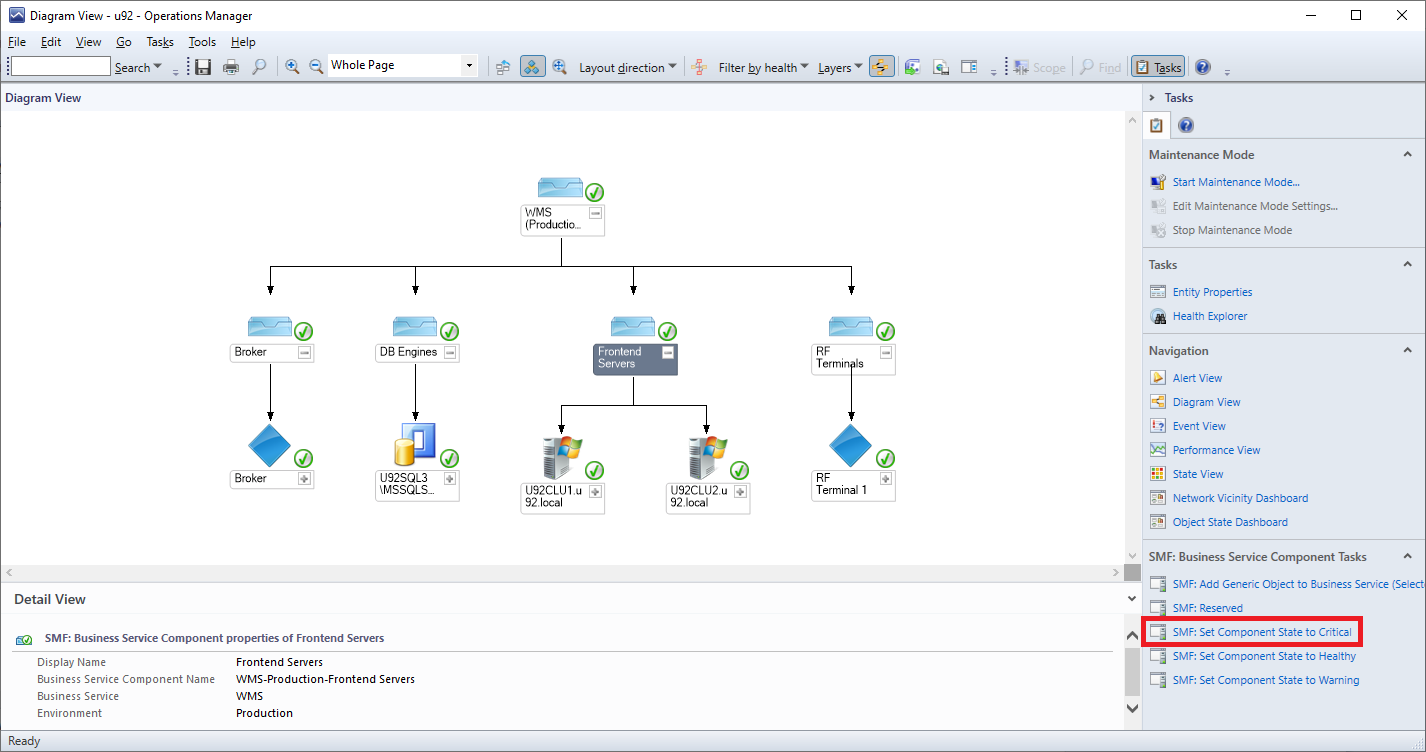 Diagram View - u92 - Operations Manager
File Edit View Go Tasks Tools Help
Search Whole Page Layout direction Filter by health Layers Scope Find Tasks
Diagram View
WMS
(Productio...
Broker
DB Engines
Frontend
Servers
RF
Terminals
Broker
U92SQL3
\MSSQLS...
U92CLU1.u
92.local
U92CLU2.u
92.local
RF
Terminal 1
Detail View
SMF: Business Service Component properties of Frontend Servers
Display Name Frontend Servers
Business Service Component Name WMS-Production-Frontend Servers
Business Service WMS
Environment Production
Tasks
Maintenance Mode
Start Maintenance Mode...
Edit Maintenance Mode Settings...
Stop Maintenance Mode
Tasks
Entity Properties
Health Explorer
Navigation
Alert View
Diagram View
Event View
Performance View
State View
Network Vicinity Dashboard
Object State Dashboard
SMF: Business Service Component Tasks
SMF: Add Generic Object to Business Service (Select
SMF: Reserved
SMF: Set Component State to Critical
SMF: Set Component State to Healthy
SMF: Set Component State to Warning
Ready